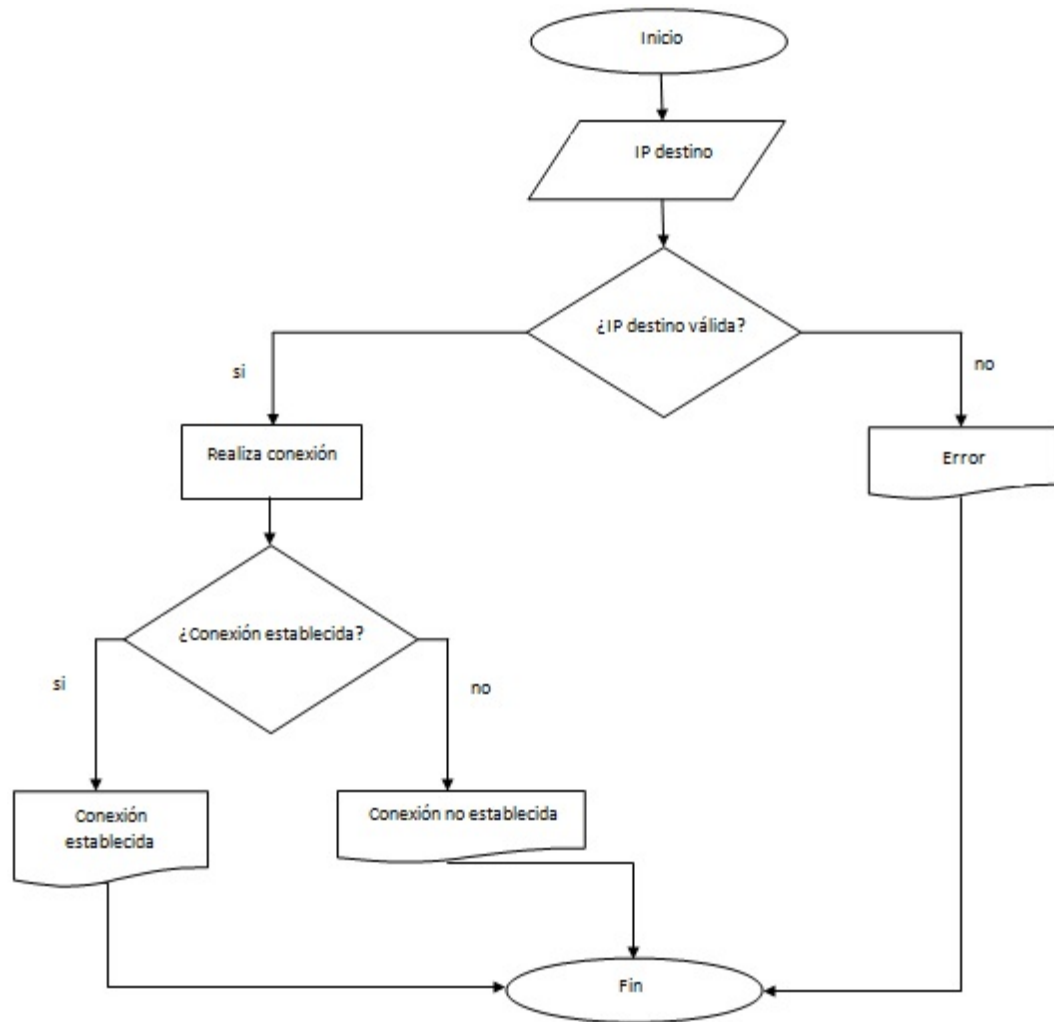 Inicio
IP destino
¿IP destino válida?
si
no
Realiza conexión
Error
¿Conexión establecida?
si
no
Conexión
establecida
Conexión no establecida
Fin